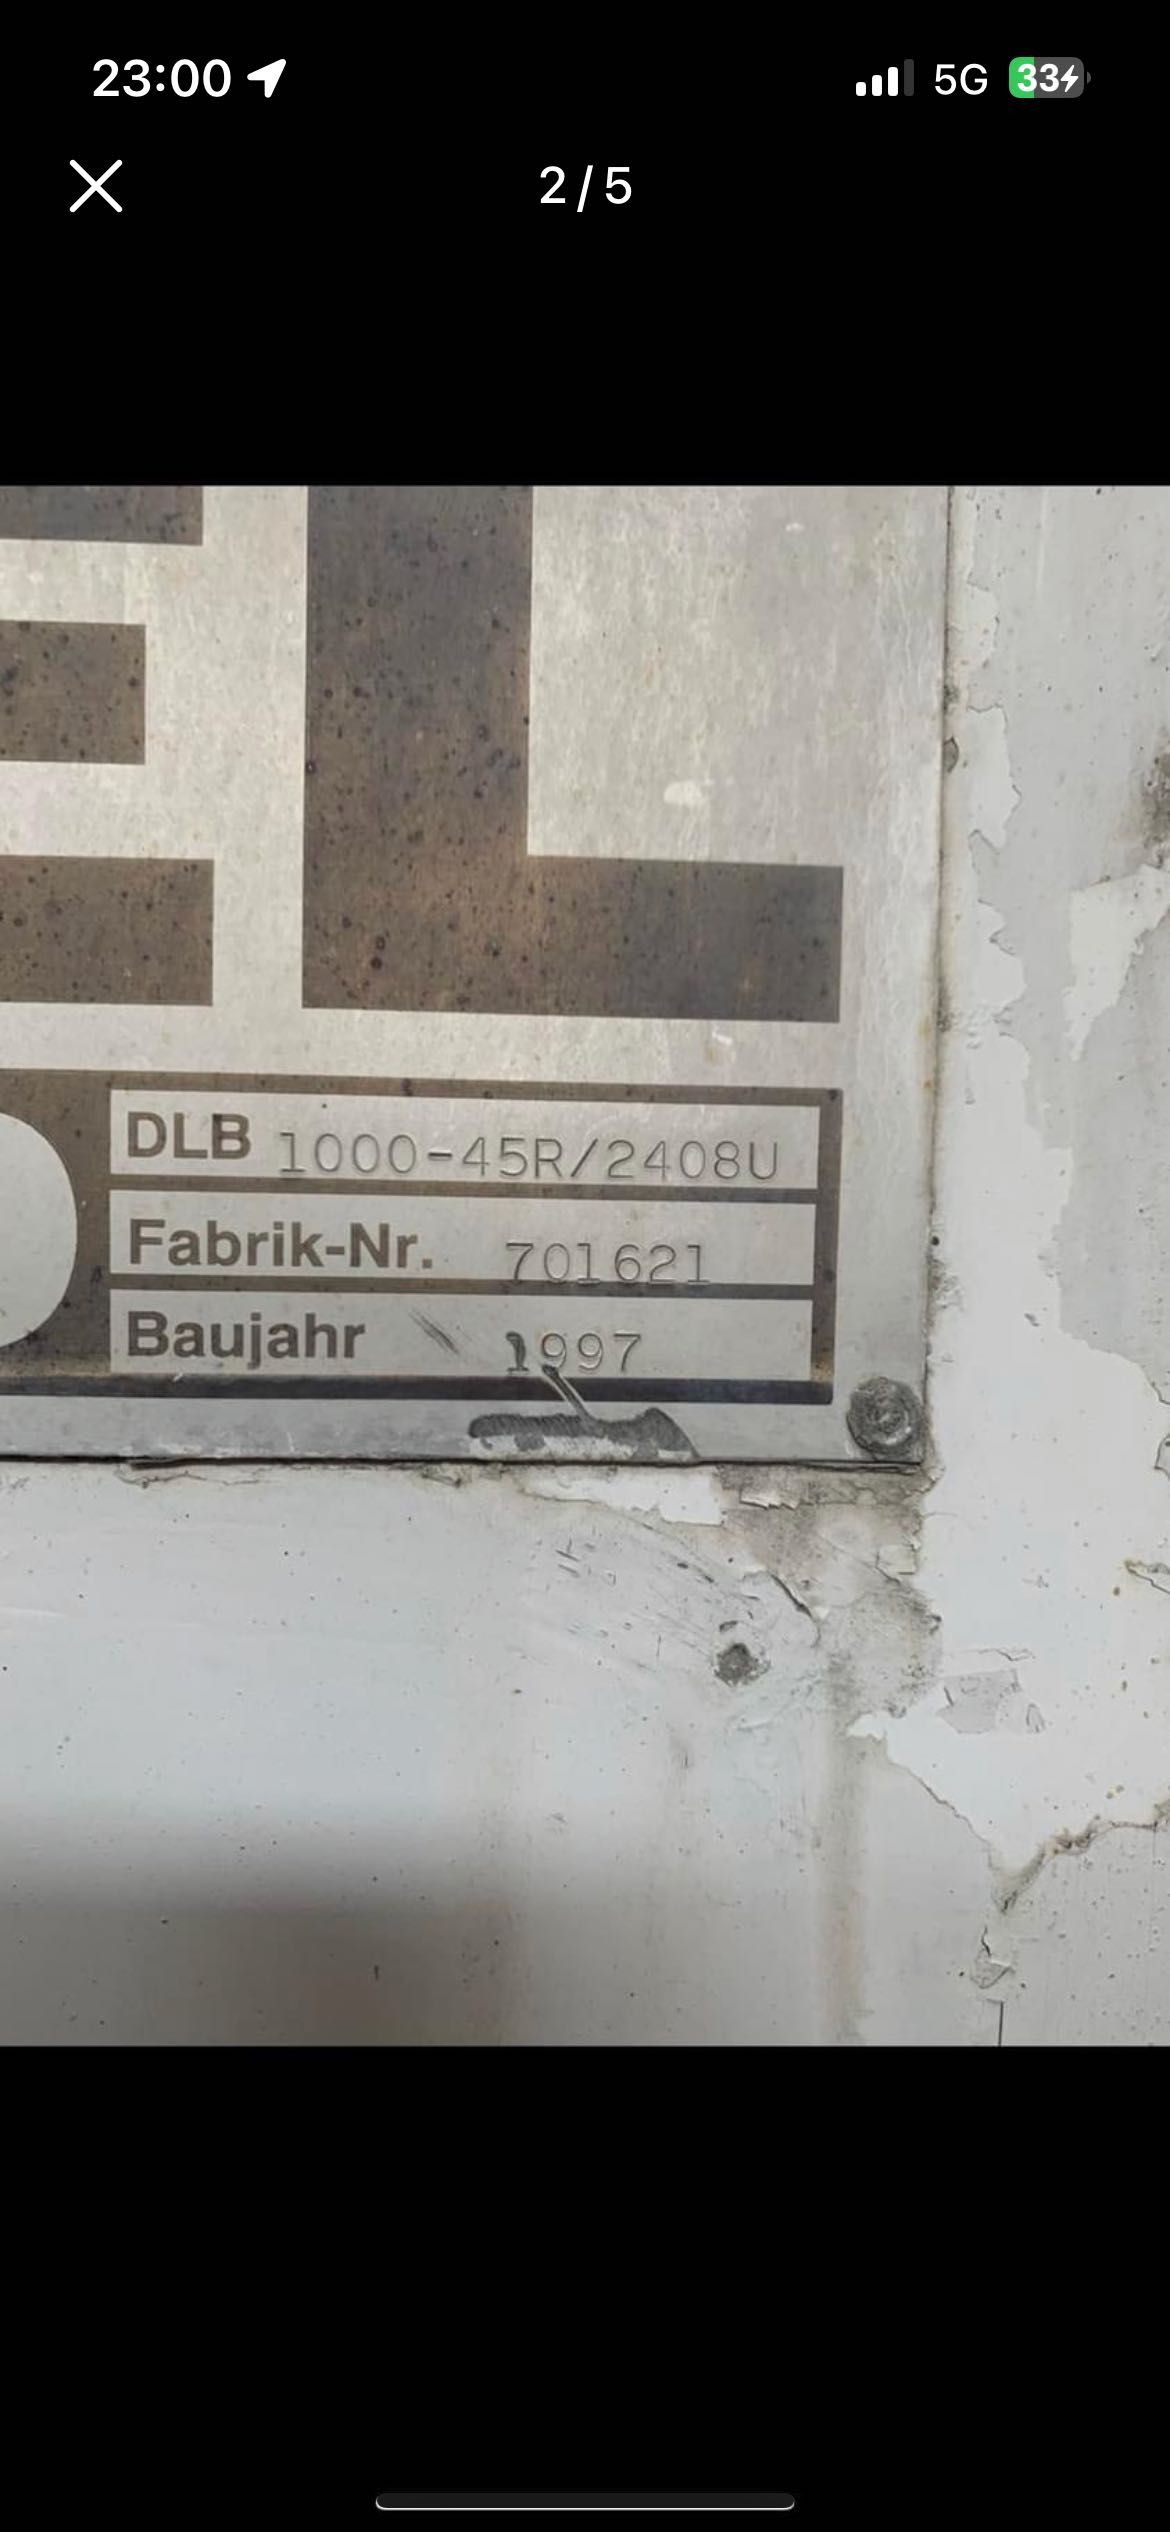 23:00 5G 33
2/5
EL
DLB 1000-45R/2408U
Fabrik-Nr. 701621
Baujahr 1997